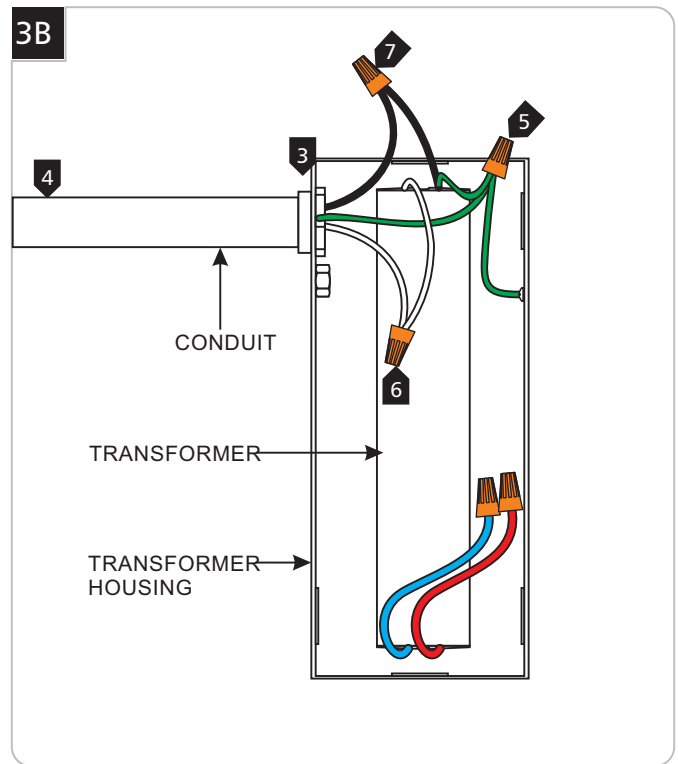 3B
7
5
3
4
CONDUIT
6
TRANSFORMER
TRANSFORMER
HOUSING